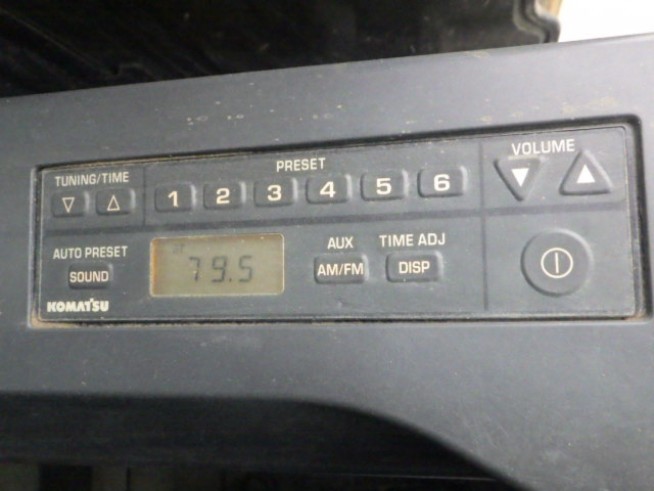 TUNING/TIME
▽ △
PRESET
1 2 3 4 5 6
VOLUME
▼ ▲
AUTO PRESET
SOUND
79.5
AUX
AM/FM
TIME ADJ
DISP
KOMATSU